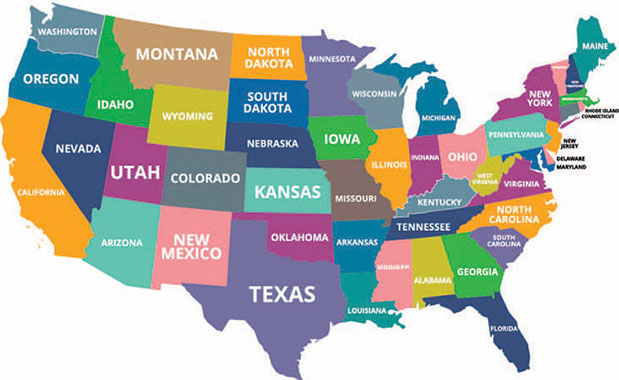 WASHINGTON
OREGON
CALIFORNIA
NEVADA
IDAHO
MONTANA
WYOMING
UTAH
COLORADO
ARIZONA
NEW
MEXICO
NORTH
DAKOTA
SOUTH
DAKOTA
NEBRASKA
KANSAS
OKLAHOMA
TEXAS
MINNESOTA
IOWA
MISSOURI
ARKANSAS
LOUISIANA
WISCONSIN
ILLINOIS
MICHIGAN
INDIANA
OHIO
KENTUCKY
TENNESSEE
MISSISSIPPI
ALABAMA
GEORGIA
FLORIDA
SOUTH
CAROLINA
NORTH
CAROLINA
VIRGINIA
WEST
VIRGINIA
PENNSYLVANIA
NEW
YORK
MAINE
RHODE ISLAND
CONNECTICUT
NEW
JERSEY
DELAWARE
MARYLAND